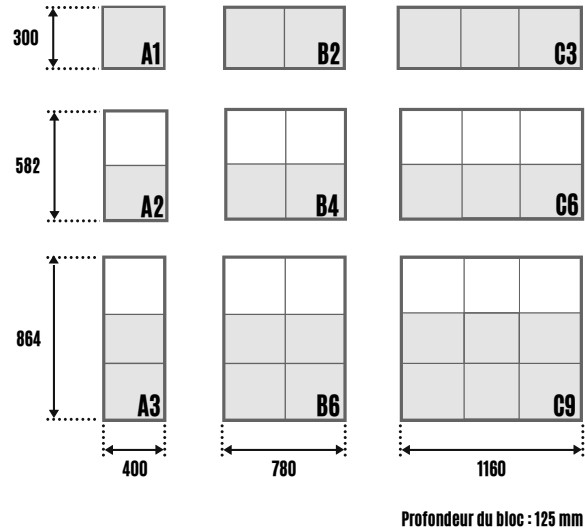 300
A1
B2
C3
582
A2
B4
C6
864
A3
B6
C9
400
780
1160
Profondeur du bloc : 125 mm